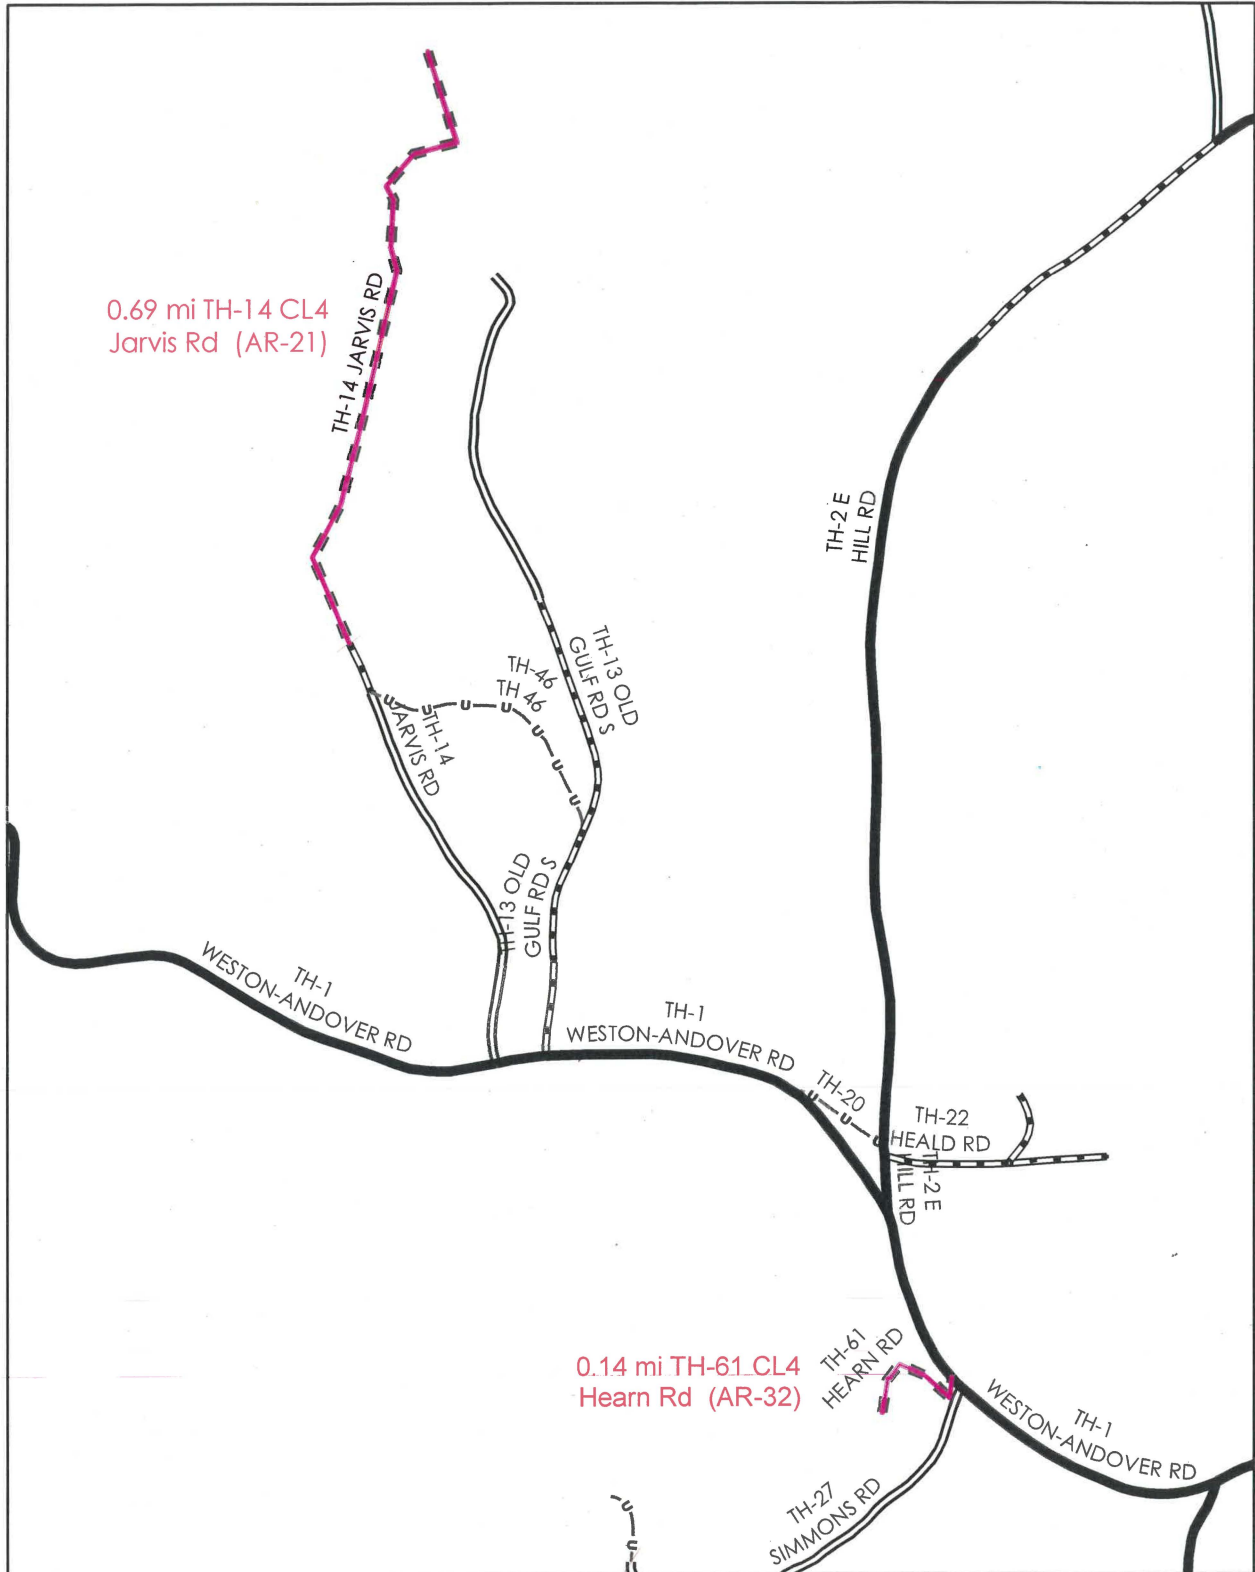 0.69 mi TH-14 CL4
Jarvis Rd (AR-21)
TH-14 JARVIS RD
TH-2 E
HILL RD
TH-13 OLD
GULF RD S
TH-46
TH 46
TH-14
JARVIS RD
U
U
U
U
U
U
U
TH-13 OLD
GULF RD S
TH-1
WESTON-ANDOVER RD
TH-1
WESTON-ANDOVER RD
TH-20
U
U
U
TH-22
HEALD RD
TH-2 E
HILL RD
0.14 mi TH-61 CL4
Hearn Rd (AR-32)
TH-61
HEARN RD
TH-1
WESTON-ANDOVER RD
TH-27
SIMMONS RD
U
U